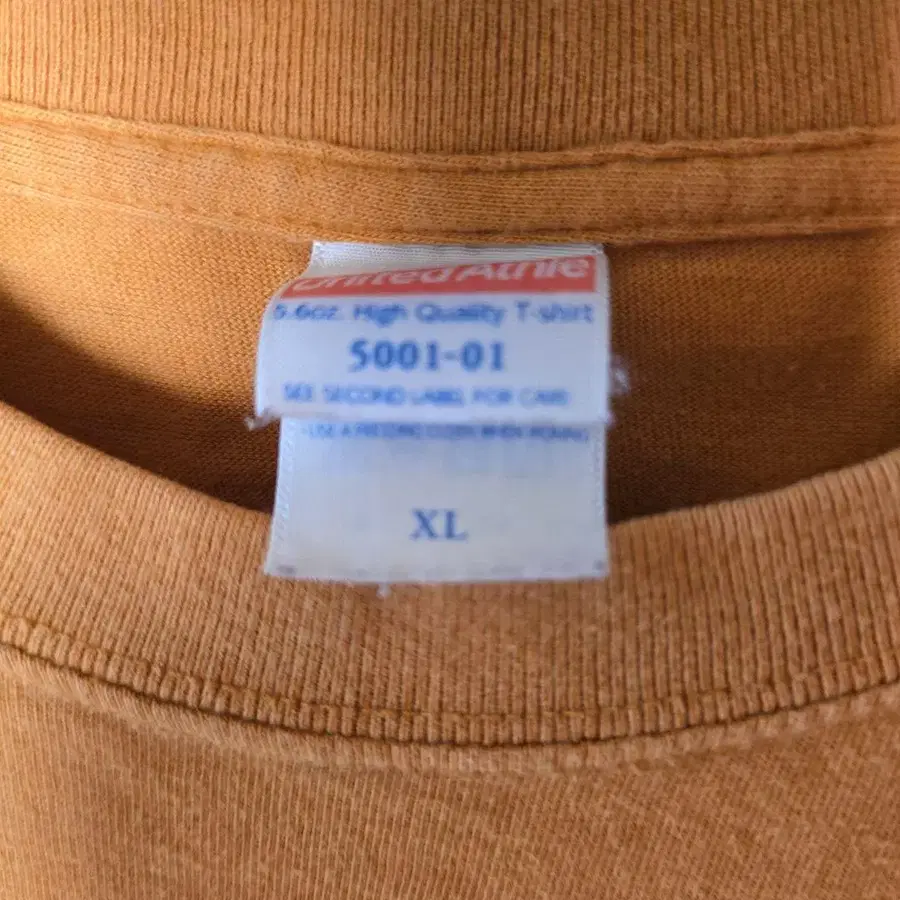 United Athle
5.6oz. High Quality T-shirt
5001-01
SEE SECOND LABEL FOR CARE
XL